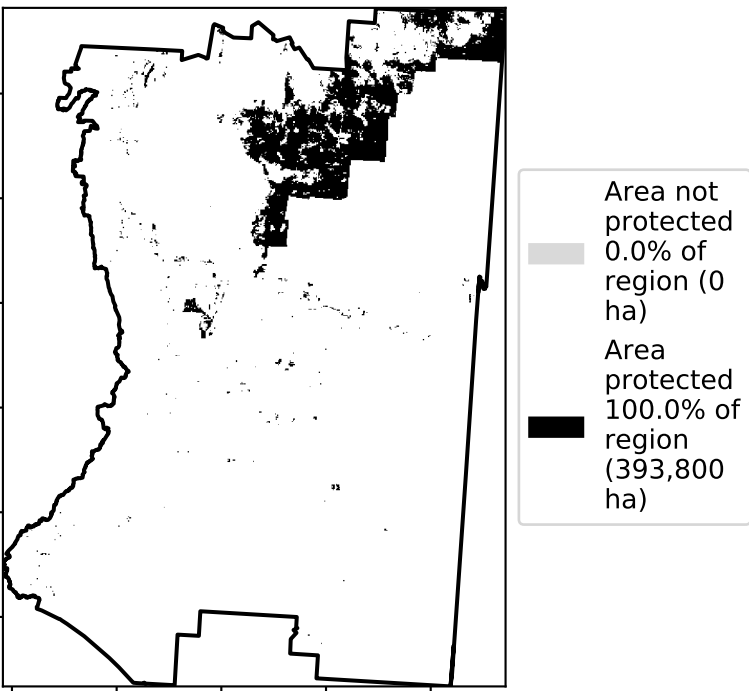 Area not
protected
0.0% of
region (0
ha)
Area
protected
100.0% of
region
(393,800
ha)